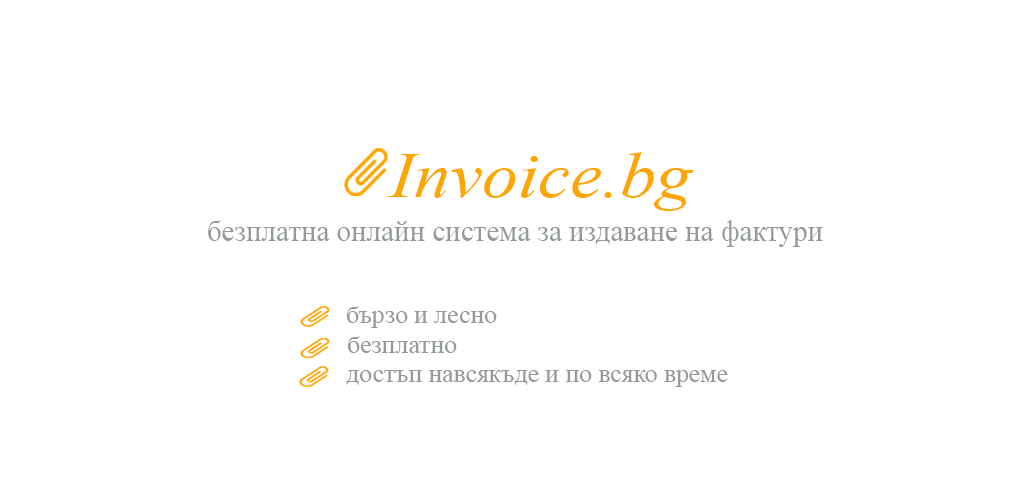 Invoice.bg
безплатна онлайн система за издаване на фактури
бързо и лесно
безплатно
достъп навсякъде и по всяко време